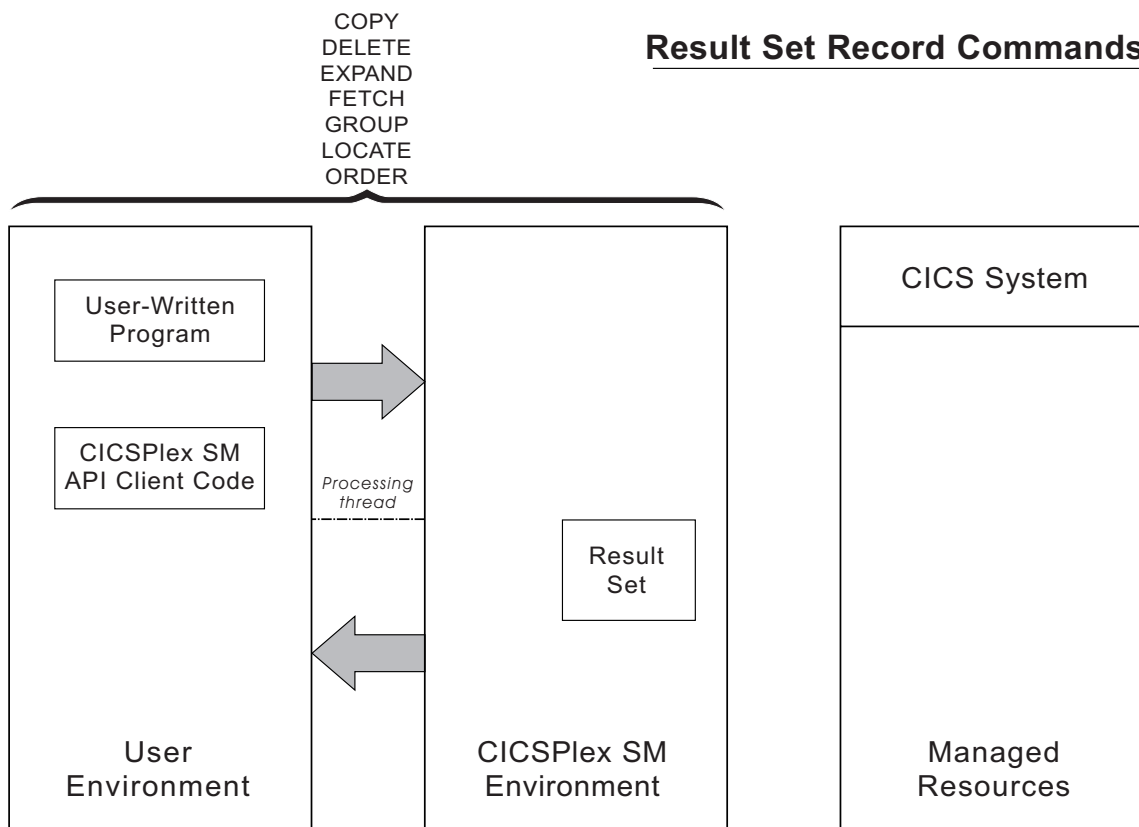 COPY
DELETE
EXPAND
FETCH
GROUP
LOCATE
ORDER
Result Set Record Commands
User-Written
Program
CICSPlex SM
API Client Code
Processing
thread
Result
Set
CICS System
User
Environment
CICSPlex SM
Environment
Managed
Resources